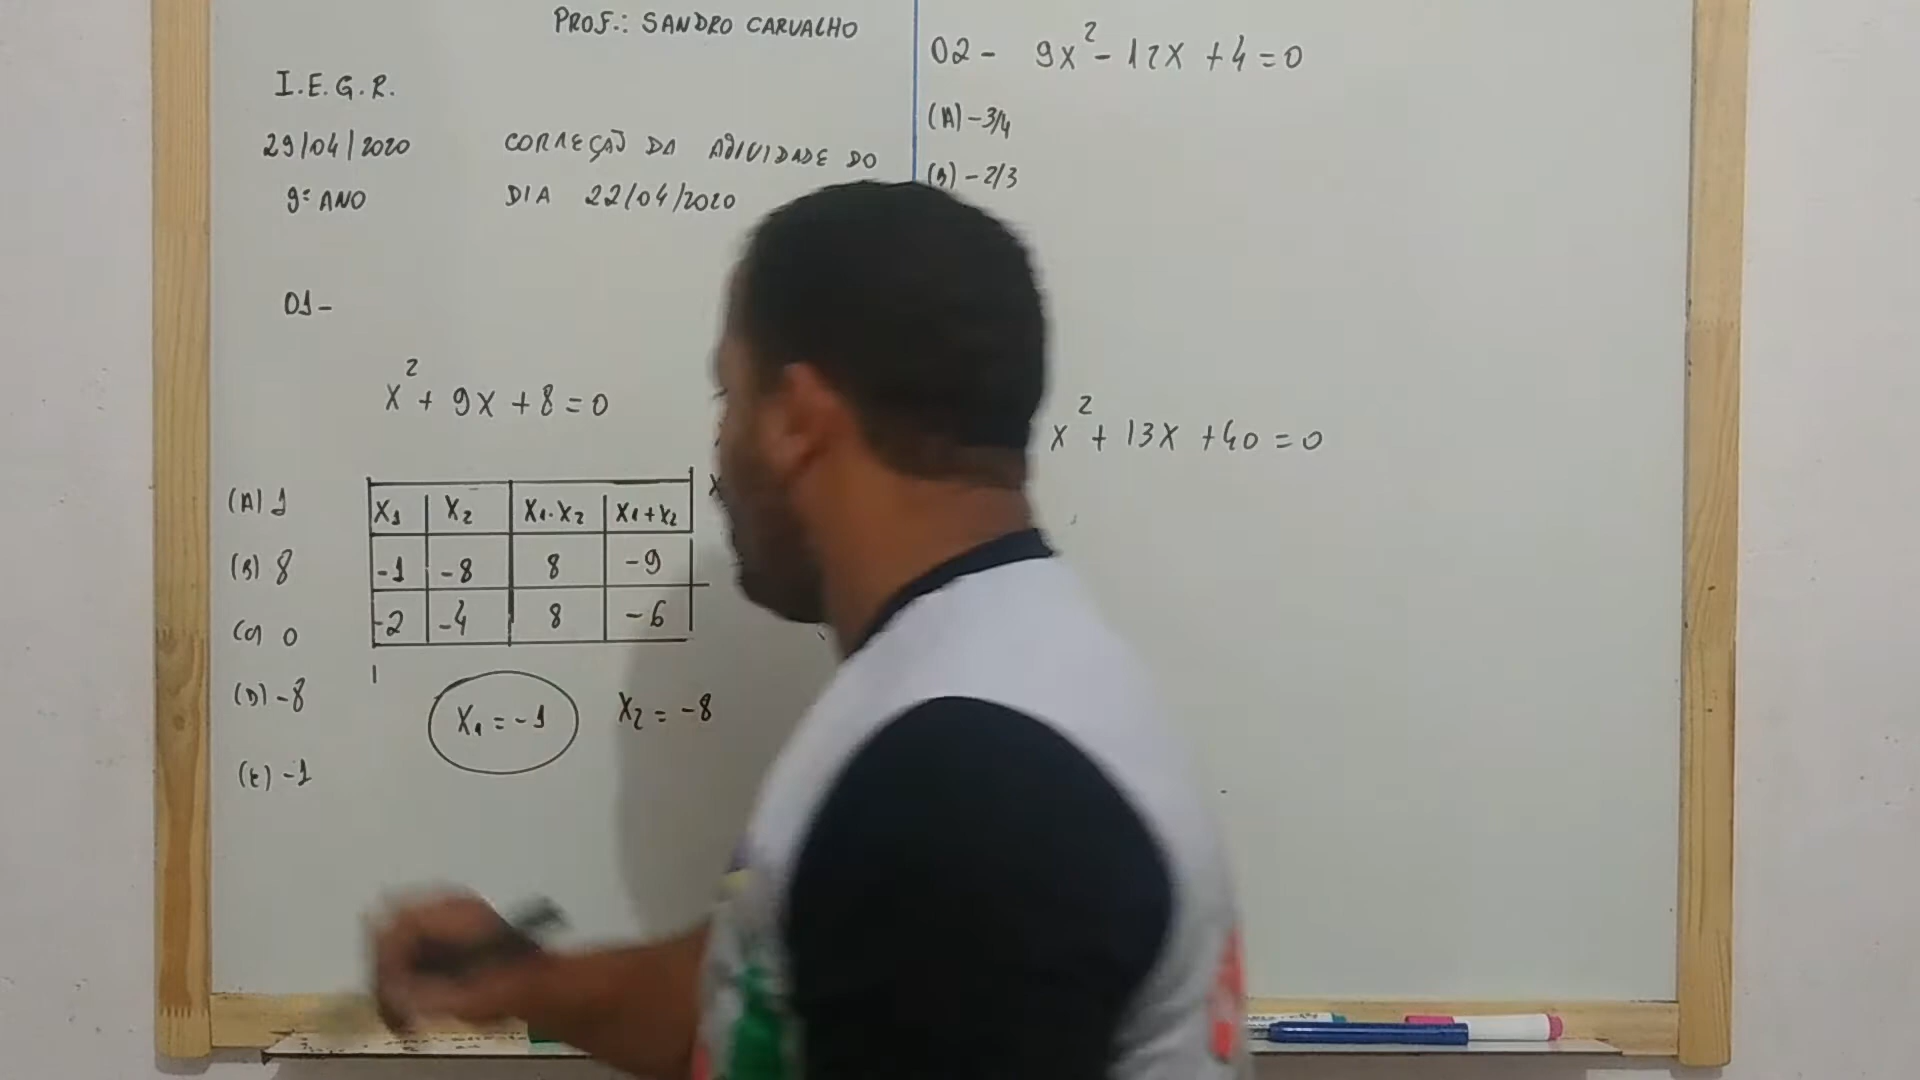 PROF.: SANDRO CARVALHO
I.E.G.R.
29/04/2020
9º ANO
CORREÇÃO DA ATIVIDADE DO
DIA 22/04/2020
01-
x² + 9x + 8 = 0
(A) 1
(B) 8
(C) 0
(D) -8
(E) -1
X₁ X₂ X₁·X₂ X₁+X₂
-1 -8 8 -9
-2 -4 8 -6
X₁ = -1 X₂ = -8
02- 9x² - 12x + 4 = 0
(A) -3/4
(B) -2/3
x² + 13x + 40 = 0